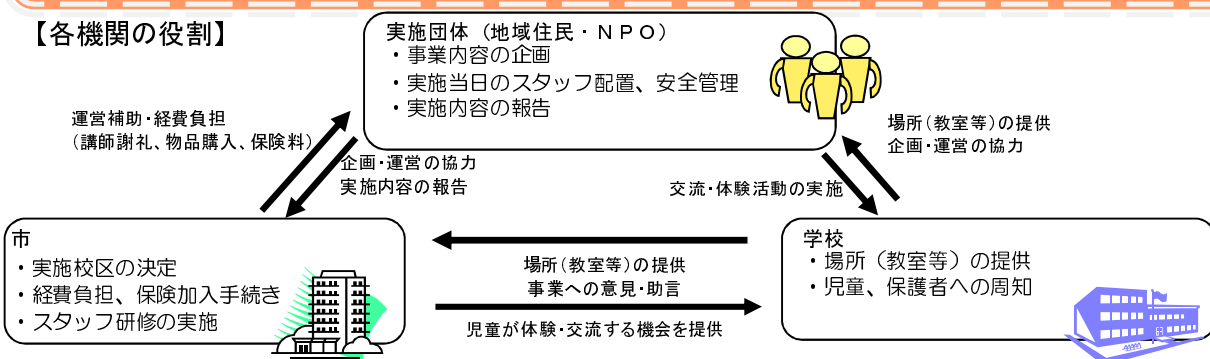 【各機関の役割】
実施団体（地域住民・ＮＰＯ）
・事業内容の企画
・実施当日のスタッフ配置、安全管理
・実施内容の報告
運営補助・経費負担
（講師謝礼、物品購入、保険料）
企画・運営の協力
実施内容の報告
場所（教室等）の提供
企画・運営の協力
交流・体験活動の実施
市
・実施校区の決定
・経費負担、保険加入手続き
・スタッフ研修の実施
場所（教室等）の提供
事業への意見・助言
児童が体験・交流する機会を提供
学校
・場所（教室等）の提供
・児童、保護者への周知